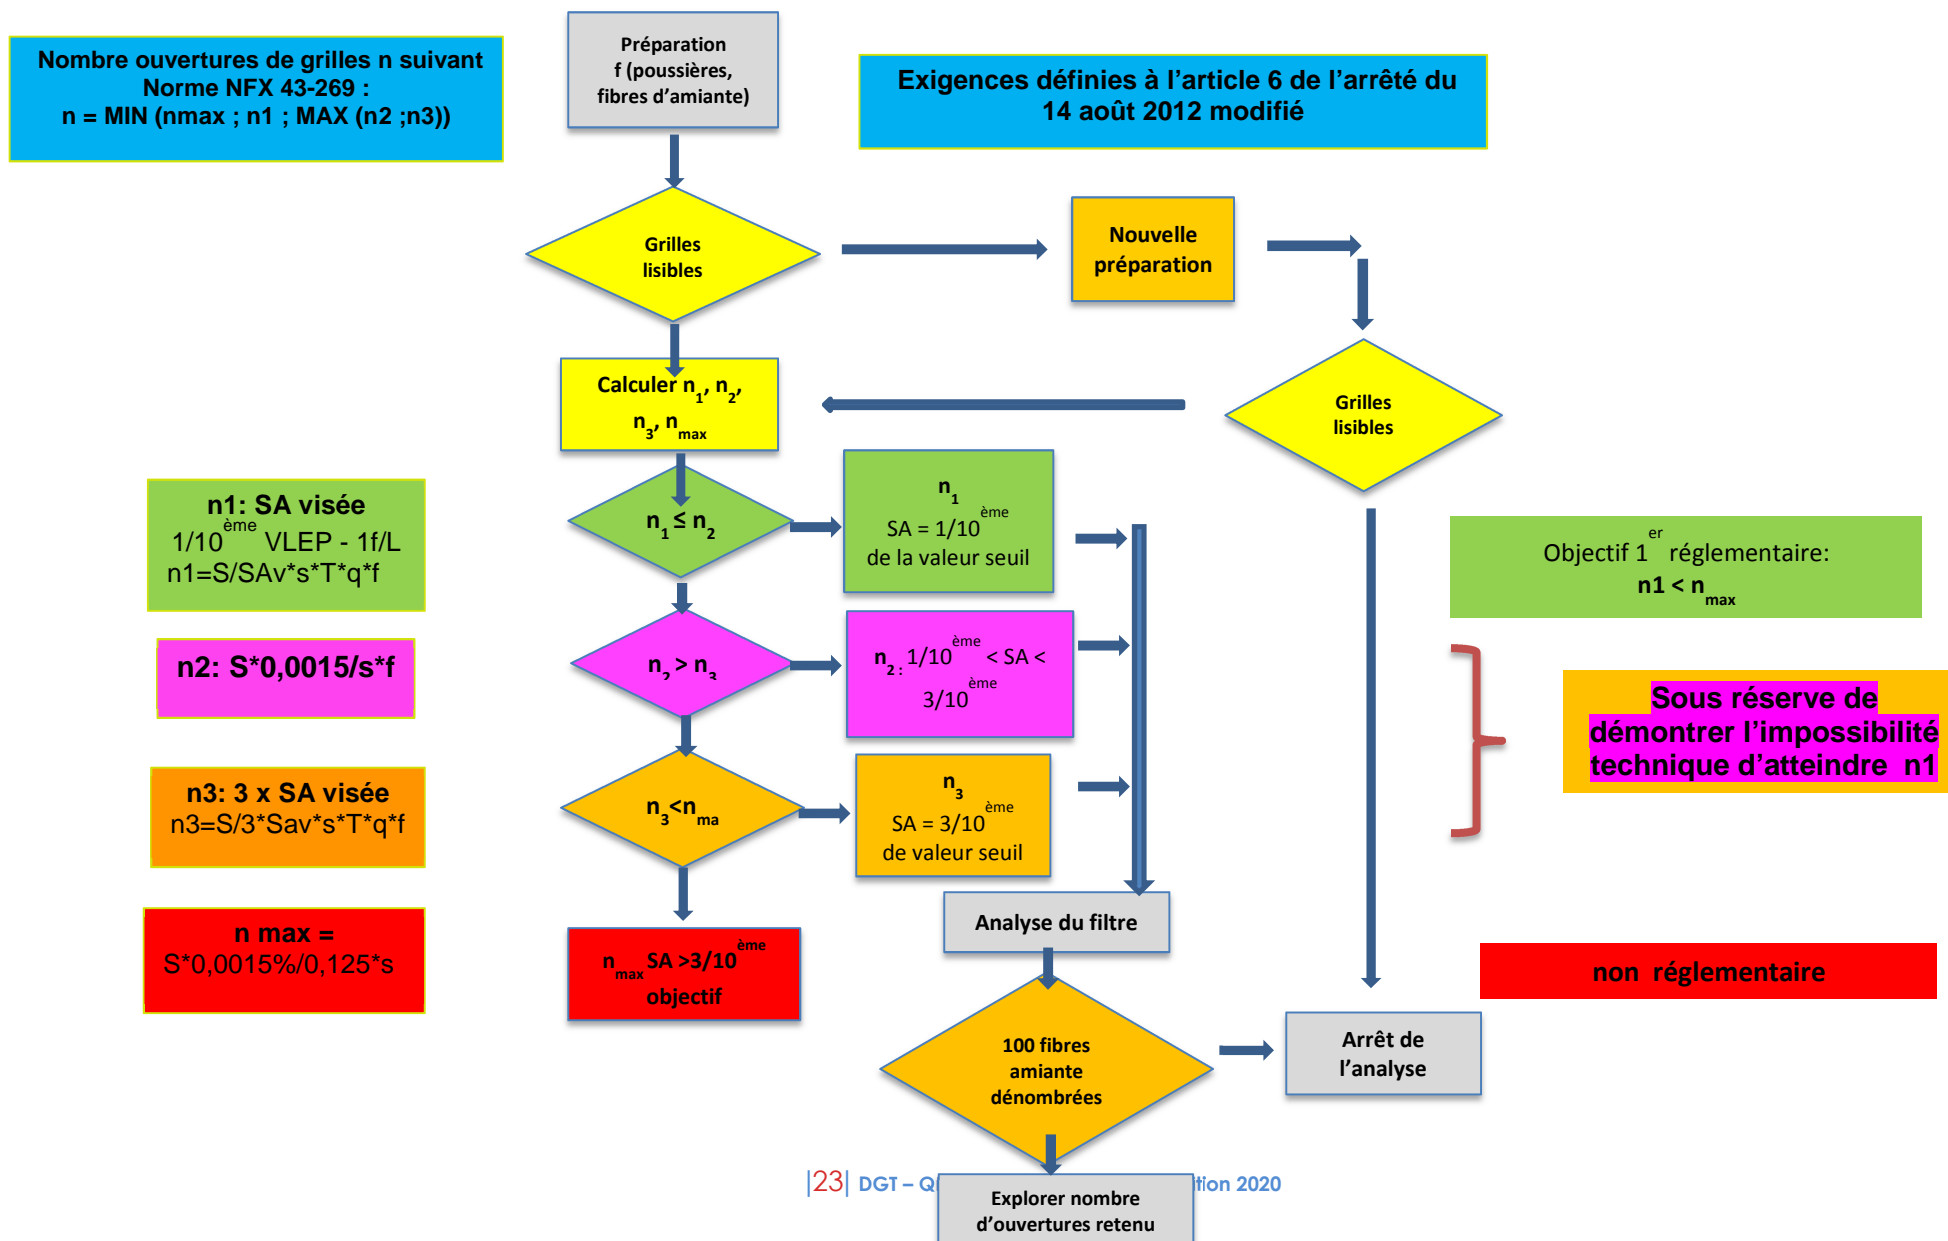 Préparation
f (poussières,
fibres d'amiante)
Nombre ouvertures de grilles n suivant
Norme NFX 43-269 :
n = MIN (nmax ; n1 ; MAX (n2 ;n3))
Exigences définies à l'article 6 de l'arrêté du
14 août 2012 modifié
Grilles
lisibles
Nouvelle
préparation
Calculer n1, n2,
n3, nmax
Grilles
lisibles
n1: SA visée
1/10ème VLEP - 1f/L
n1=S/SAv*s*T*q*f
n1 ≤ n2
n1
SA = 1/10ème
de la valeur seuil
Objectif 1er réglementaire:
n1 < nmax
n2: S*0,0015/s*f
n2 > n3
n2 : 1/10ème < SA <
3/10ème
Sous réserve de
démontrer l'impossibilité
technique d'atteindre n1
n3: 3 x SA visée
n3=S/3*Sav*s*T*q*f
n3<nma
n3
SA = 3/10ème
de valeur seuil
n max =
S*0,0015%/0,125*s
nmax SA >3/10ème
objectif
Analyse du filtre
non réglementaire
100 fibres
amiante
dénombrées
Arrêt de
l'analyse
|23| DGT – Q
tion 2020
Explorer nombre
d'ouvertures retenu